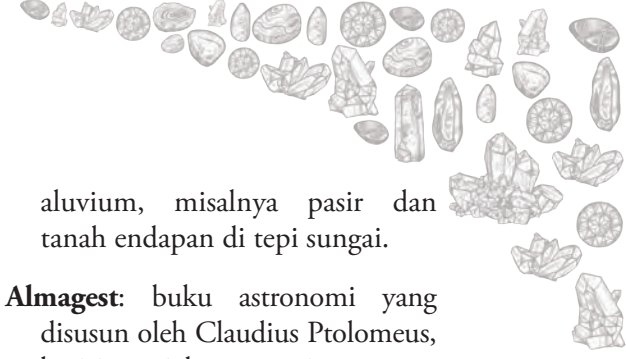 aluvium, misalnya pasir dan
tanah endapan di tepi sungai.
Almagest: buku astronomi yang
disusun oleh Claudius Ptolomeus,